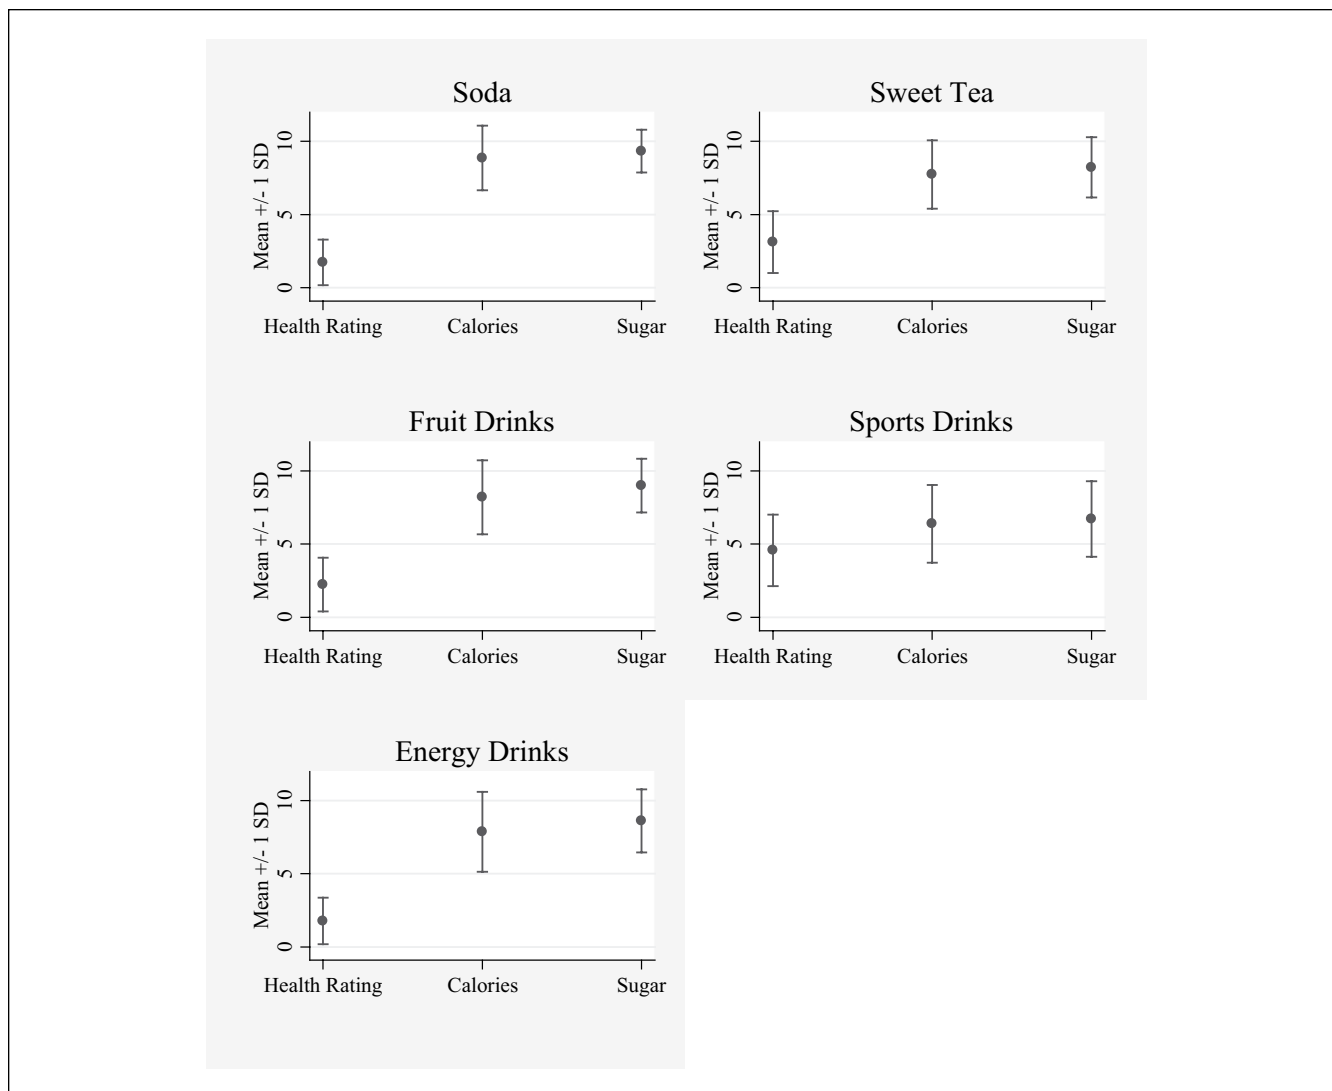 Soda
Mean +/- 1 SD
10
5
0
Health Rating Calories Sugar
Sweet Tea
Mean +/- 1 SD
10
5
0
Health Rating Calories Sugar
Fruit Drinks
Mean +/- 1 SD
10
5
0
Health Rating Calories Sugar
Sports Drinks
Mean +/- 1 SD
10
5
0
Health Rating Calories Sugar
Energy Drinks
Mean +/- 1 SD
10
5
0
Health Rating Calories Sugar